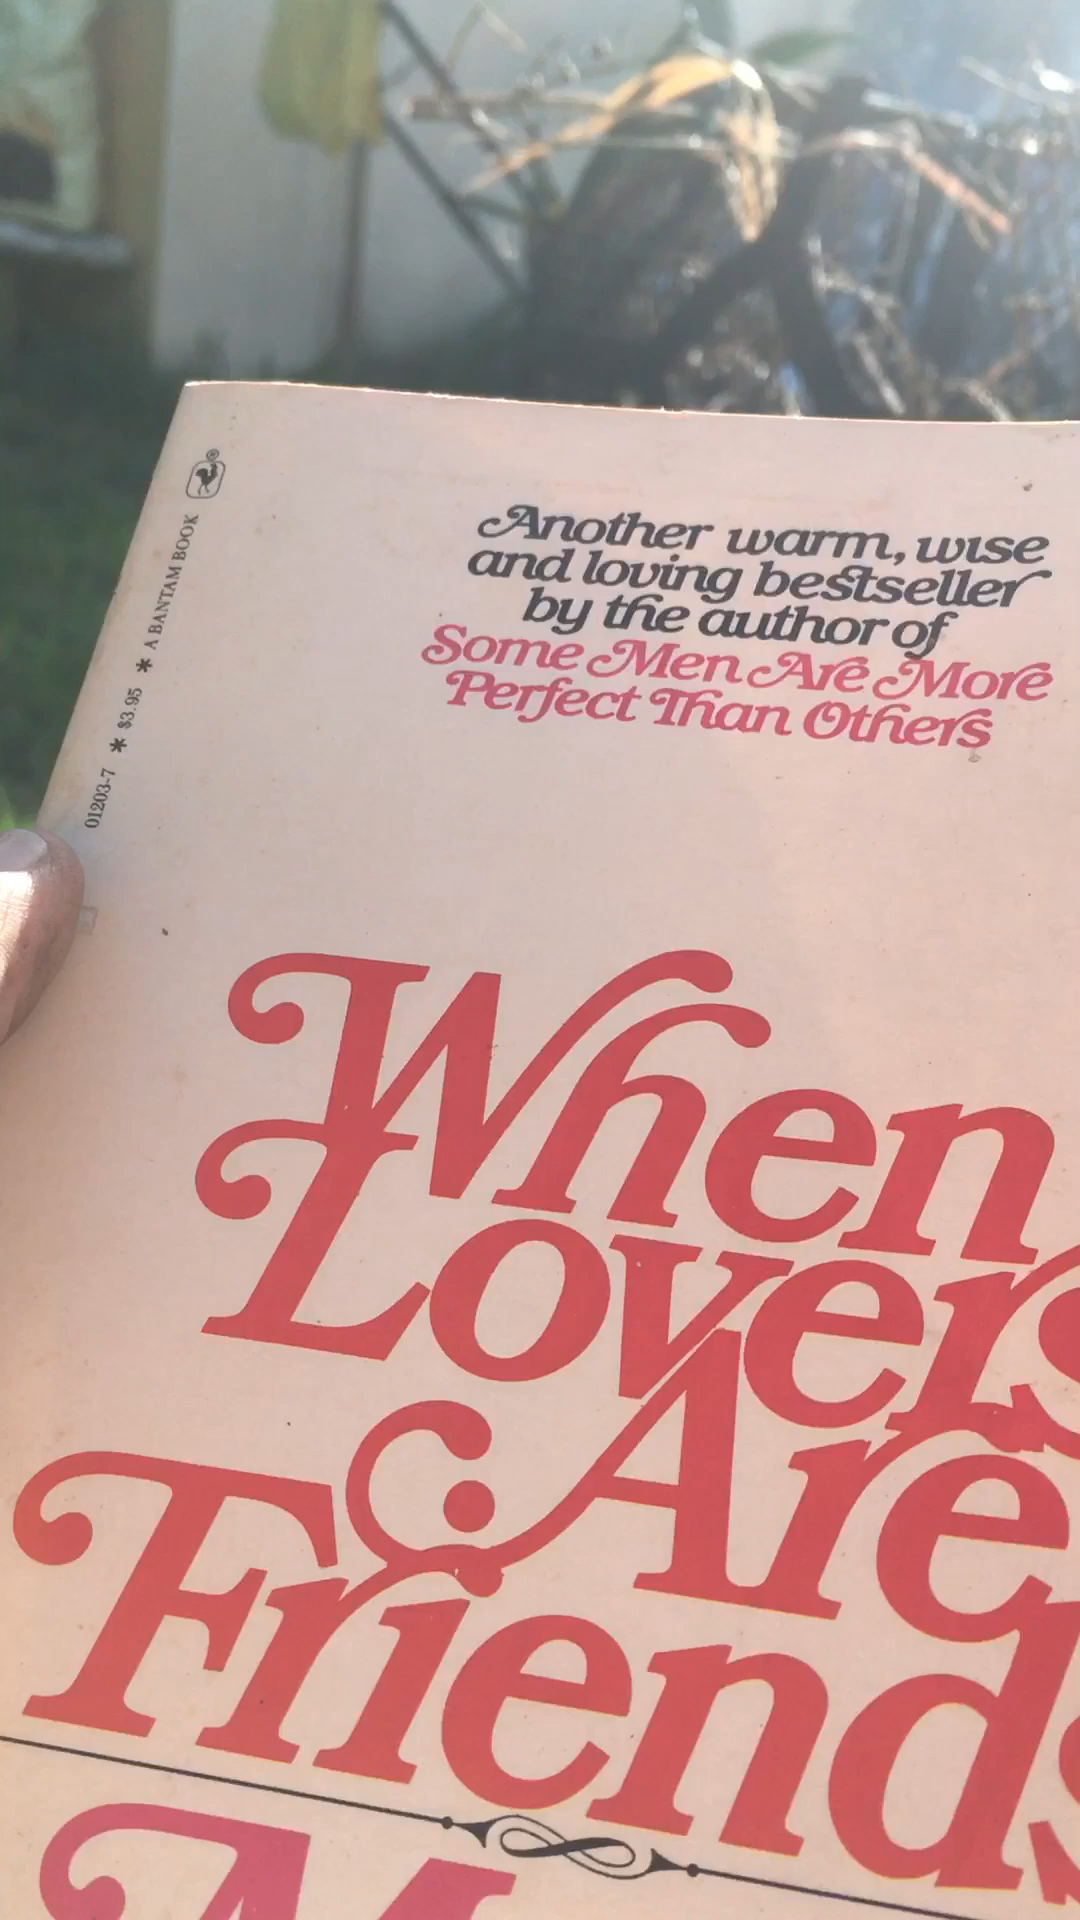 01203-7 * $3.95 * A BANTAM BOOK
Another warm, wise
and loving bestseller
by the author of
Some Men Are More
Perfect Than Others
When
Lovers
Are
Friends